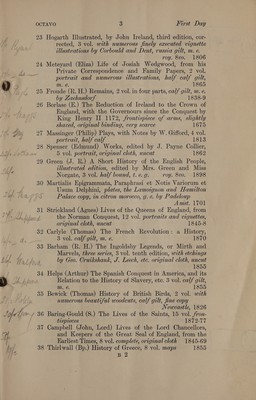 OCTAVO 3 First Day
23 Hogarth Illustrated, by John Ireland, third edition, cor-
rected, 3 vol. with numerous finely executed vignette
illustrations by Corbould and Dent, russia gilt, m. e.
roy. 8vo. 1806
24 Meteyard (Eliza) Life of Josiah Wedgwood, from his
Private Correspondence and Family Papers, 2 vol.
portrait and numerous illustrations, half calf gilt,
m. e. 1865
25 Froude (R. H.) Remains, 2 vol. in four parts, calf gilt, m. e.
by Zaehnsdorf 1838-9
26 Borlase (E.) The Reduction of Ireland to the Crown of
England, with the Governours since the Conquest by
King Henry II 1172, frontispiece of arms, slightly
shaved, original binding, very scarce 1675
27 Massinger (Philip) Plays, with Notes by W. Gifford, 4 vol.
portrait, half calf 1813
28 Spenser (Edmund) Works, edited by J. Payne Collier,
5 vol. portrait, original cloth, uncut 1862
29 Green (J. R.) A Short History of the English People,
illustrated edition, edited by Mrs. Green and Miss
Norgate, 3 vol. half bound, t. e. g. roy. 8vo. 1898
30 Martialis Epigrammata, Paraphrasi et Notis Variorum et
Usum Delphini, plates, the Lamoignon and Hamilton
Palace copy, in citron morocco, g. e. by Padeloup
Amst. 1701
31 Strickland (Agnes) Lives of the Queens of England, from
the Norman Conquest, 12 vol. portraits and vignettes,
original cloth, uncut 1845-8
32 Carlyle (Thomas) The French Revolution: a History,
3 vol. calf gilt, m. e. 1870
33 Barham (R. H.) The Ingoldsby Legends, or Mirth and
Marvels, three series, 3 vol. tenth edition, with etchings
by Geo. Cruikshank, J. Leech, etc. original cloth, uncut
1855
34 Helps (Arthur) The Spanish Conquest in America, and its
Relation to the History of Slavery, etc. 3 vol. calf gilt,
m. e. 1855
35 Bewick (Thomas) History of British Birds, 2 vol. with
numerous beautiful woodcuts, calf gilt, fine copy
Newcastle, 1826
36 Baring-Gould (S.) The Lives of the Saints, 15 vol. fron-
tispieces 1872-77
37 Campbell (John, Lord) Lives of the Lord Chancellors,
and Keepers of the Great Seal of England, from the
Earliest Times, 8 vol. complete, original cloth 1845-69
38 Thirlwall (Bp.) History of Greece, 8 vol. maps 1855
B 2